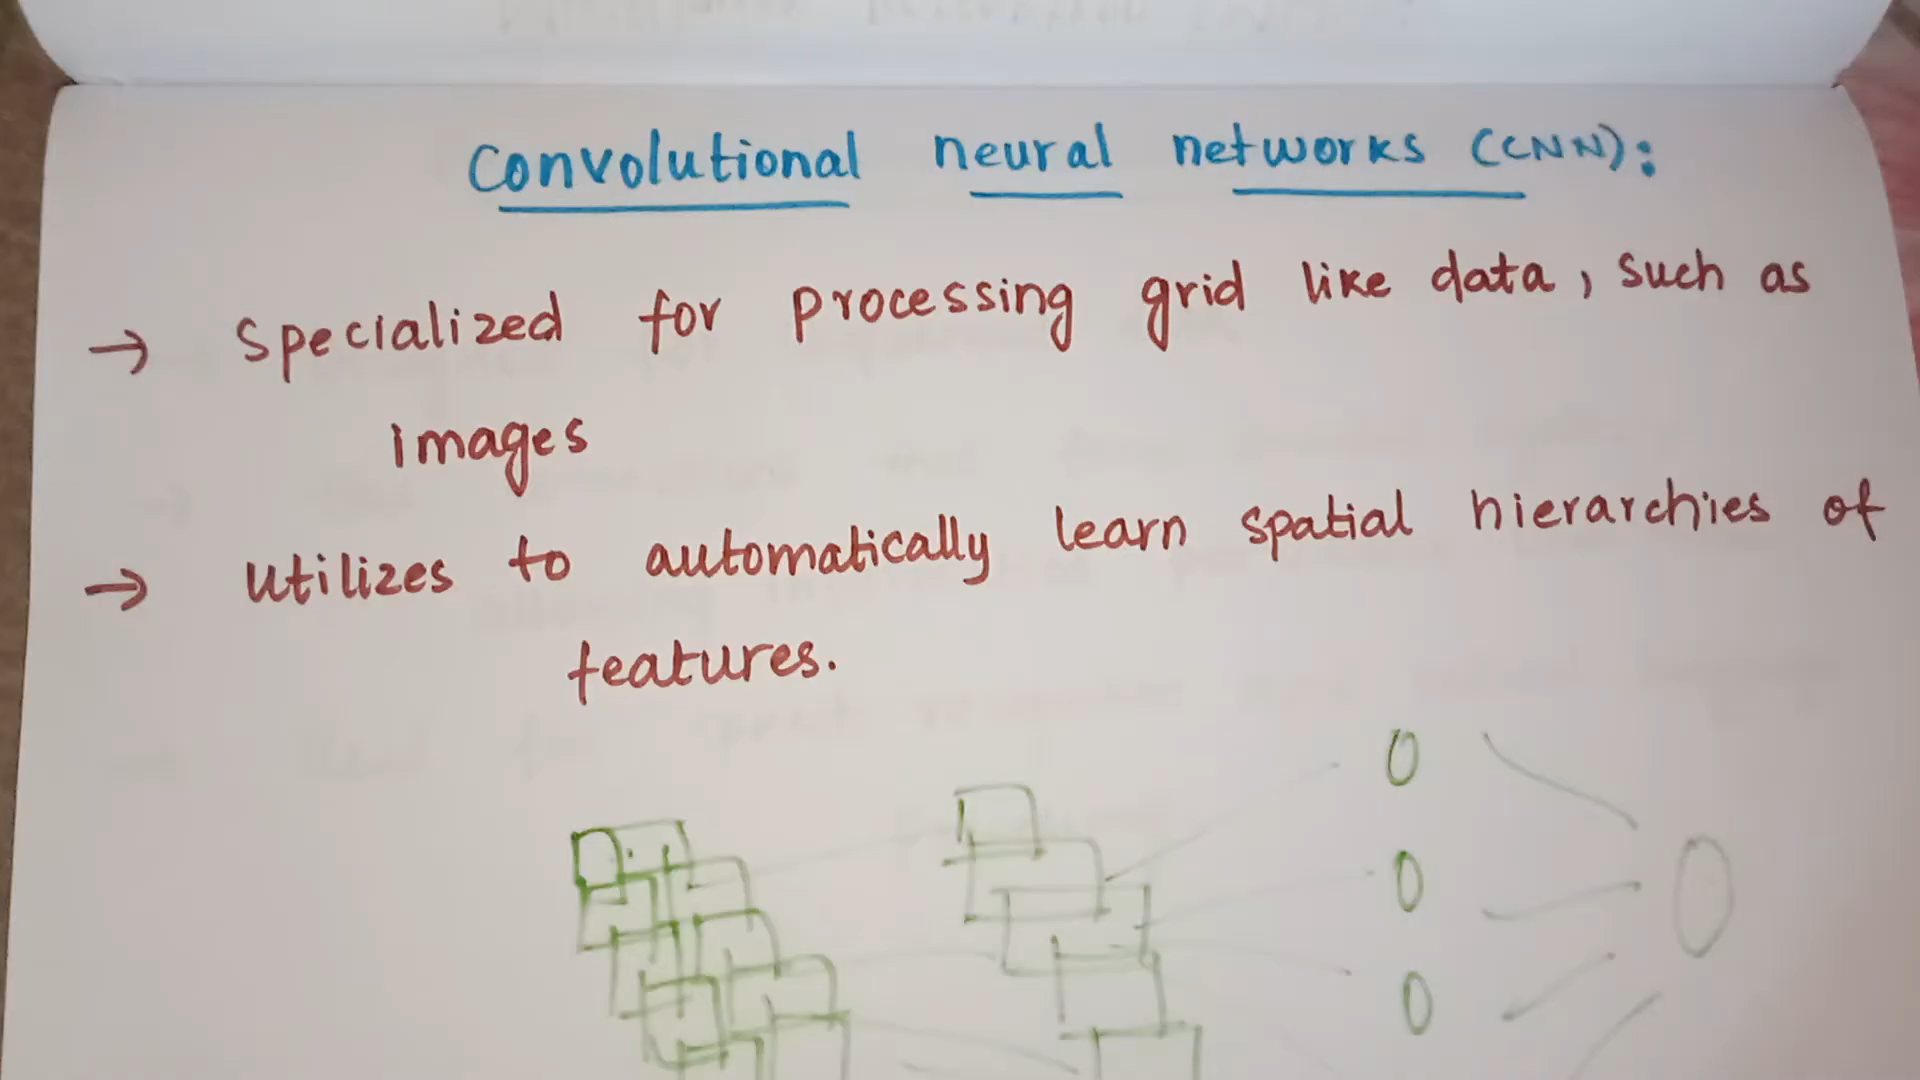 Convolutional neural networks (CNN):
→ Specialized for processing grid like data, such as
images
→ Utilizes to automatically learn spatial hierarchies of
features.